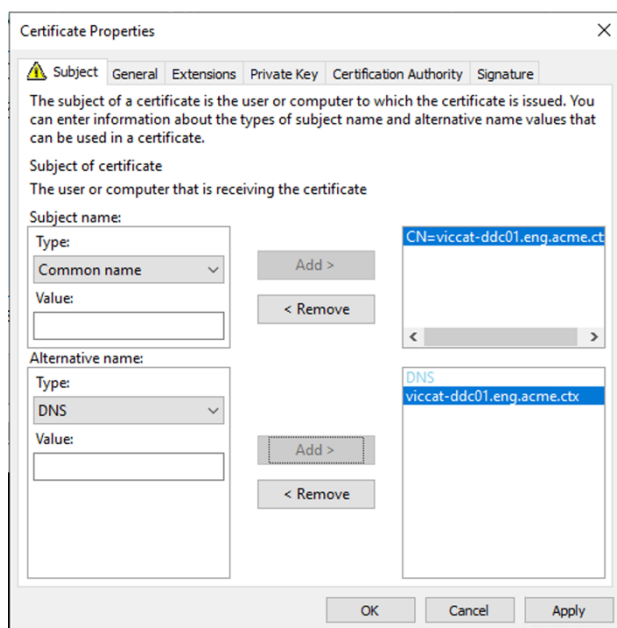 Certificate Properties
Subject General Extensions Private Key Certification Authority Signature
The subject of a certificate is the user or computer to which the certificate is issued. You
can enter information about the types of subject name and alternative name values that
can be used in a certificate.
Subject of certificate
The user or computer that is receiving the certificate
Subject name:
Type:
Common name
Value:
Add >
< Remove
CN=viccat-ddc01.eng.acme.ct
Alternative name:
Type:
DNS
Value:
Add >
< Remove
DNS
viccat-ddc01.eng.acme.ctx
OK Cancel Apply